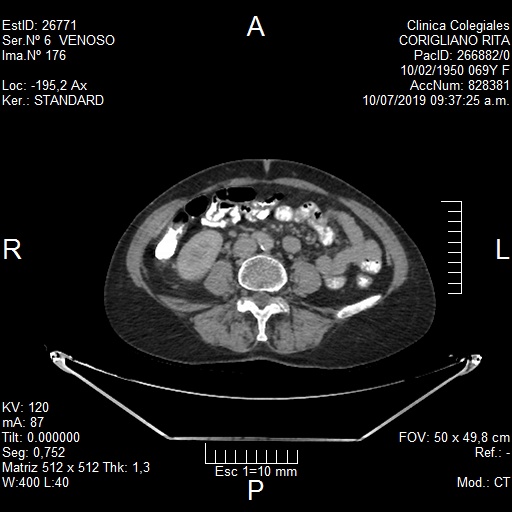 EstID: 26771
Ser.Nº 6 VENOSO
Ima.Nº 176
Loc: -195,2 Ax
Ker.: STANDARD
A
Clinica Colegiales
CORIGLIANO RITA
PacID: 266882/0
10/02/1950 069Y F
AccNum: 828381
10/07/2019 09:37:25 a.m.
R
L
KV: 120
mA: 87
Tilt: 0.000000
Seg: 0,752
Matriz 512 x 512 Thk: 1,3
W:400 L:40
Esc 1=10 mm
P
FOV: 50 x 49,8 cm
Ref.: -
Mod.: CT